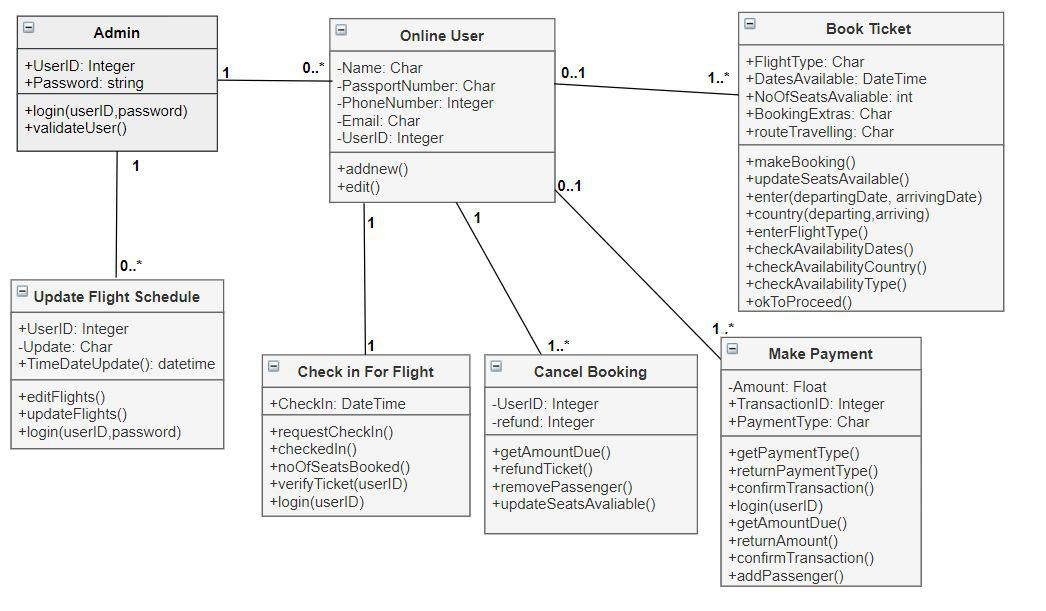 Admin
+UserID: Integer
+Password: string
+login(userID,password)
+validateUser()
1
0..*
Online User
-Name: Char
-PassportNumber: Char
-PhoneNumber: Integer
-Email: Char
-UserID: Integer
+addnew()
+edit()
0..1
1..*
Book Ticket
+FlightType: Char
+DatesAvailable: DateTime
+NoOfSeatsAvaliable: int
+BookingExtras: Char
+routeTravelling: Char
+makeBooking()
+updateSeatsAvailable()
+enter(departingDate, arrivingDate)
+country(departing,arriving)
+enterFlightType()
+checkAvailabilityDates()
+checkAvailabilityCountry()
+checkAvailabilityType()
+okToProceed()
1
0..*
Update Flight Schedule
+UserID: Integer
-Update: Char
+TimeDateUpdate(): datetime
+editFlights()
+updateFlights()
+login(userID,password)
1
1
Check in For Flight
+CheckIn: DateTime
+requestCheckIn()
+checkedIn()
+noOfSeatsBooked()
+verifyTicket(userID)
+login(userID)
1
1..*
Cancel Booking
-UserID: Integer
-refund: Integer
+getAmountDue()
+refundTicket()
+removePassenger()
+updateSeatsAvaliable()
0..1
1..*
Make Payment
-Amount: Float
+TransactionID: Integer
+PaymentType: Char
+getPaymentType()
+returnPaymentType()
+confirmTransaction()
+login(userID)
+getAmountDue()
+returnAmount()
+confirmTransaction()
+addPassenger()